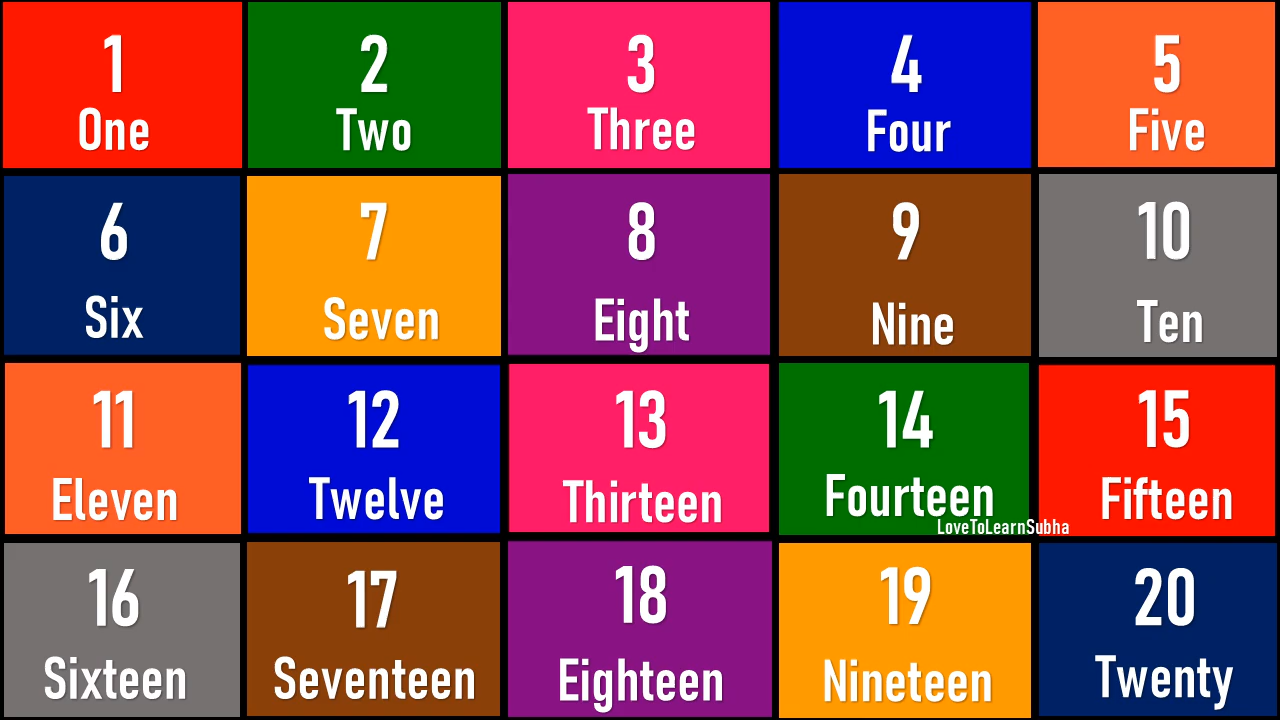 1 2 3 4 5
One Two Three Four Five
6 7 8 9 10
Six Seven Eight Nine Ten
11 12 13 14 15
Eleven Twelve Thirteen Fourteen Fifteen
LoveToLearnSubha
16 17 18 19 20
Sixteen Seventeen Eighteen Nineteen Twenty